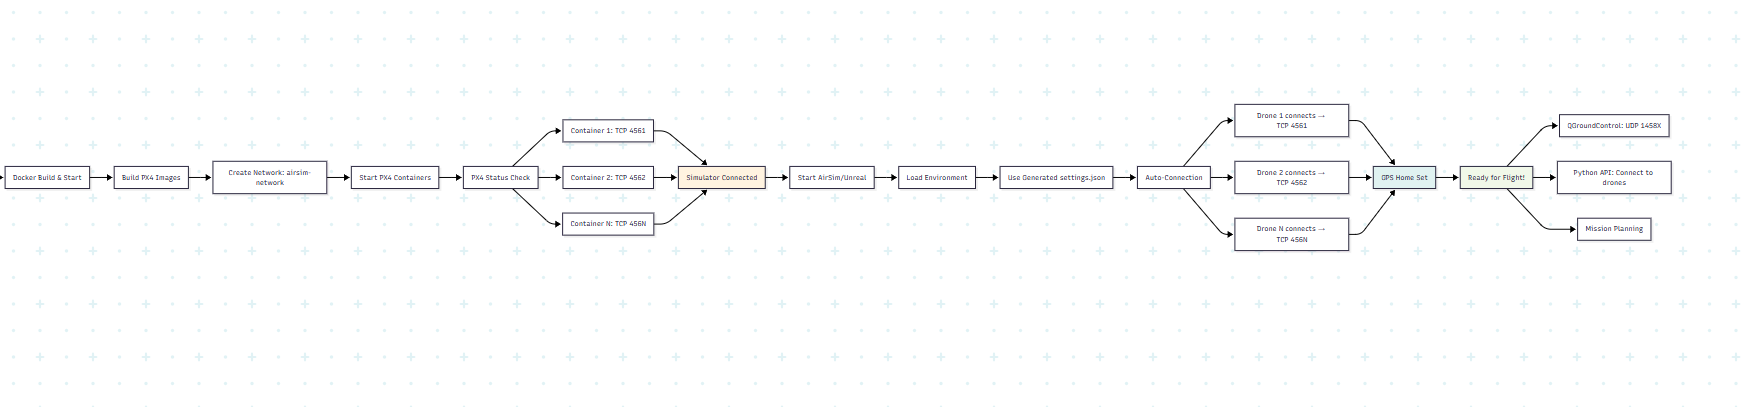 Docker Build & Start
Build PX4 Images
Create Network: airsim-
network
Start PX4 Containers
PX4 Status Check
Container 1: TCP 4561
Container 2: TCP 4562
Container N: TCP 456N
Simulator Connected
Start AirSim/Unreal
Load Environment
Use Generated settings.json
Auto-Connection
Drone 1 connects →
TCP 4561
Drone 2 connects →
TCP 4562
Drone N connects →
TCP 456N
GPS Home Set
Ready for Flight!
QGroundControl: UDP 1458X
Python API: Connect to
drones
Mission Planning